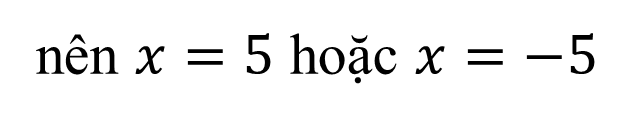 nên x = 5 hoặc x = −5